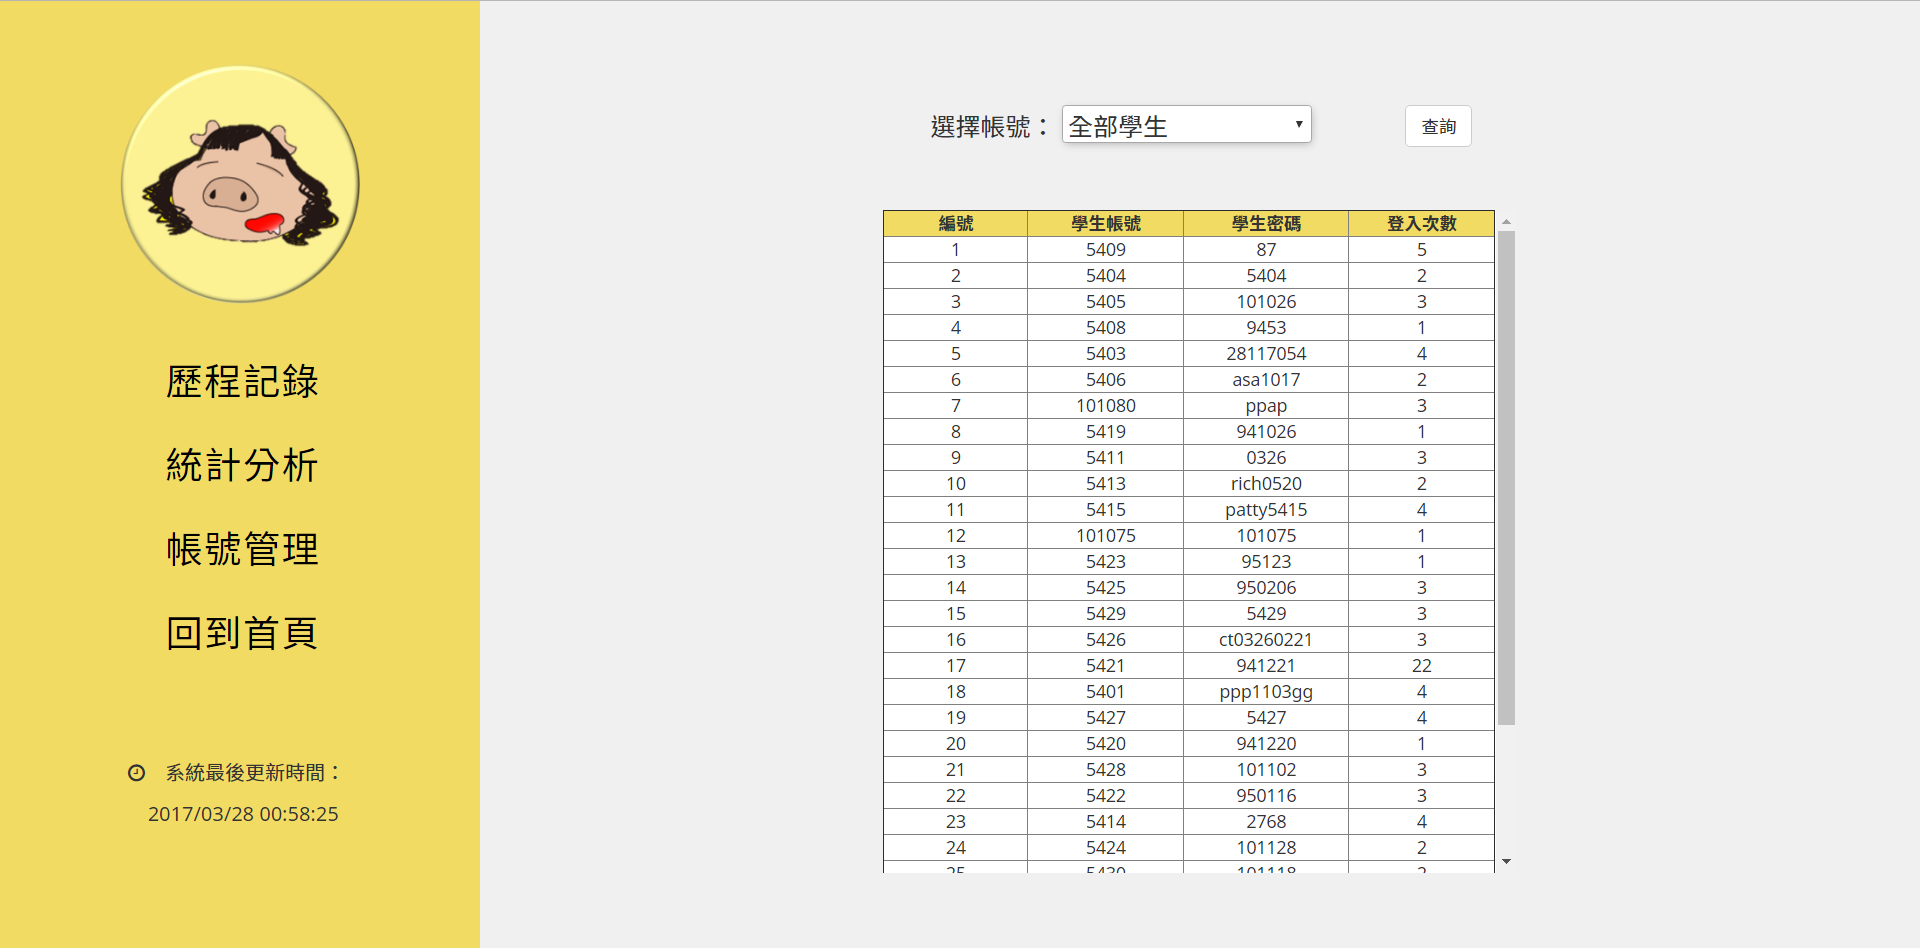 歷程記錄
統計分析
帳號管理
回到首頁
系統最後更新時間：
2017/03/28 00:58:25
選擇帳號： 全部學生 查詢
編號 學生帳號 學生密碼 登入次數
1 5409 87 5
2 5404 5404 2
3 5405 101026 3
4 5408 9453 1
5 5403 28117054 4
6 5406 asa1017 2
7 101080 ppap 3
8 5419 941026 1
9 5411 0326 3
10 5413 rich0520 2
11 5415 patty5415 4
12 101075 101075 1
13 5423 95123 1
14 5425 950206 3
15 5429 5429 3
16 5426 ct03260221 3
17 5421 941221 22
18 5401 ppp1103gg 4
19 5427 5427 4
20 5420 941220 1
21 5428 101102 3
22 5422 950116 3
23 5414 2768 4
24 5424 101128 2